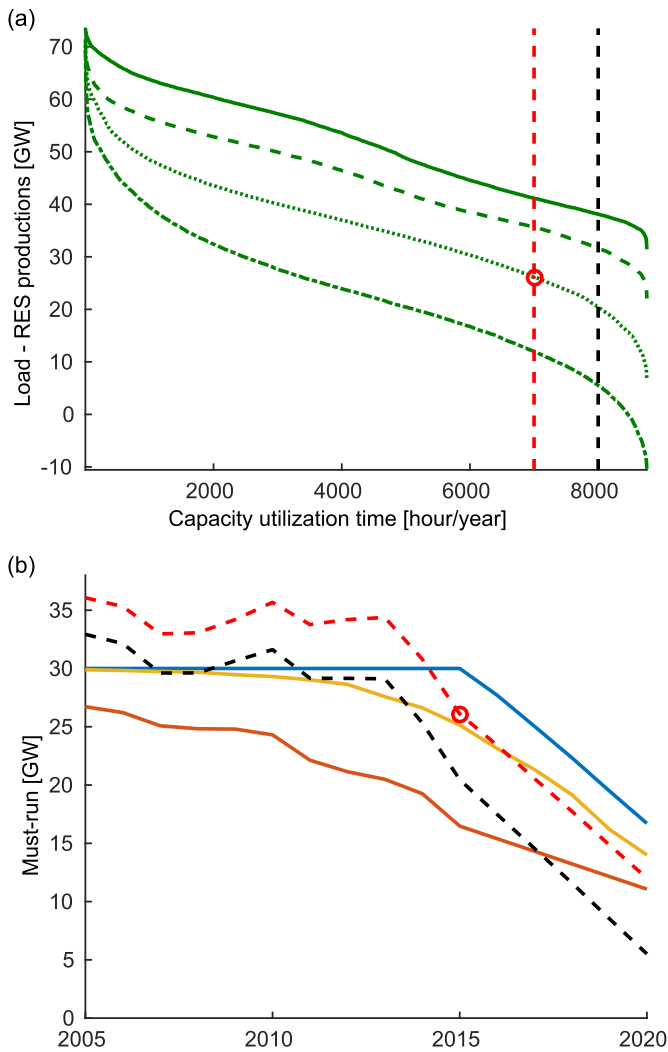 (a)
70
60
50
40
30
20
10
0
-10
Load - RES productions [GW]
2000 4000 6000 8000
Capacity utilization time [hour/year]
(b)
35
30
25
20
15
10
5
0
Must-run [GW]
2005 2010 2015 2020